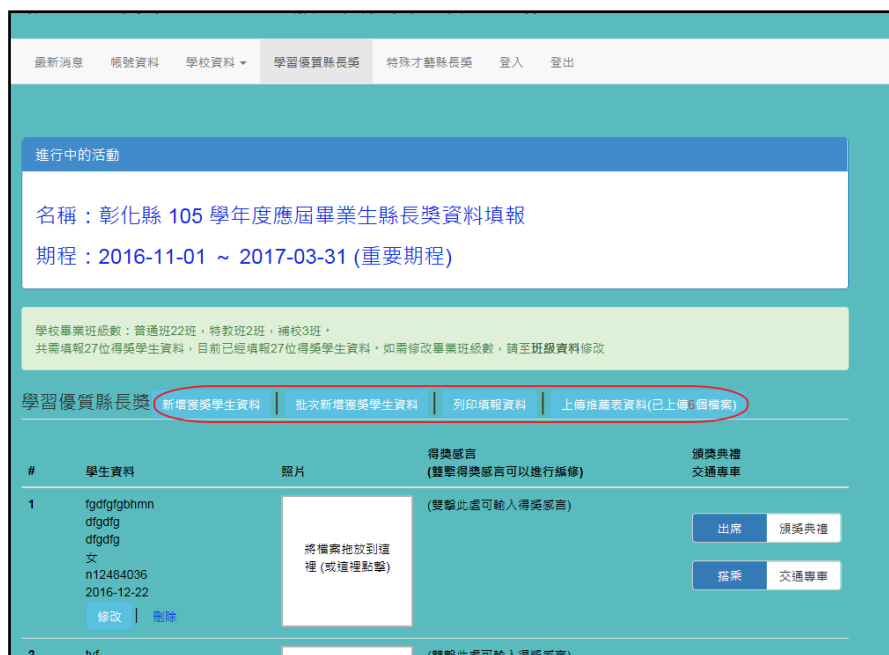 最新消息 帳號資料 學校資料 學習優質縣長獎 特殊才藝縣長獎 登入 登出
進行中的活動
名稱：彰化縣 105 學年度應屆畢業生縣長獎資料填報
期程：2016-11-01 ~ 2017-03-31 (重要期程)
學校畢業班級數：普通班22班，特教班2班，補校3班。
共需填報27位得獎學生資料，目前已經填報27位得獎學生資料。如需修改畢業班級數，請至班級資料修改
學習優質縣長獎 新增獲獎學生資料 | 批次新增獲獎學生資料 | 列印填報資料 | 上傳推薦表資料(已上傳6個檔案)
# 學生資料 照片 得獎感言 (雙擊得獎感言可以進行編修) 頒獎典禮 交通專車
1 fgdfgfgbhmn (雙擊此處可輸入得獎感言)
dfgdfg
dfgdfg
女
n12484036
2016-12-22
修改 | 刪除
將檔案拖放到這
裡 (或這裡點擊)
出席 頒獎典禮
搭乘 交通專車